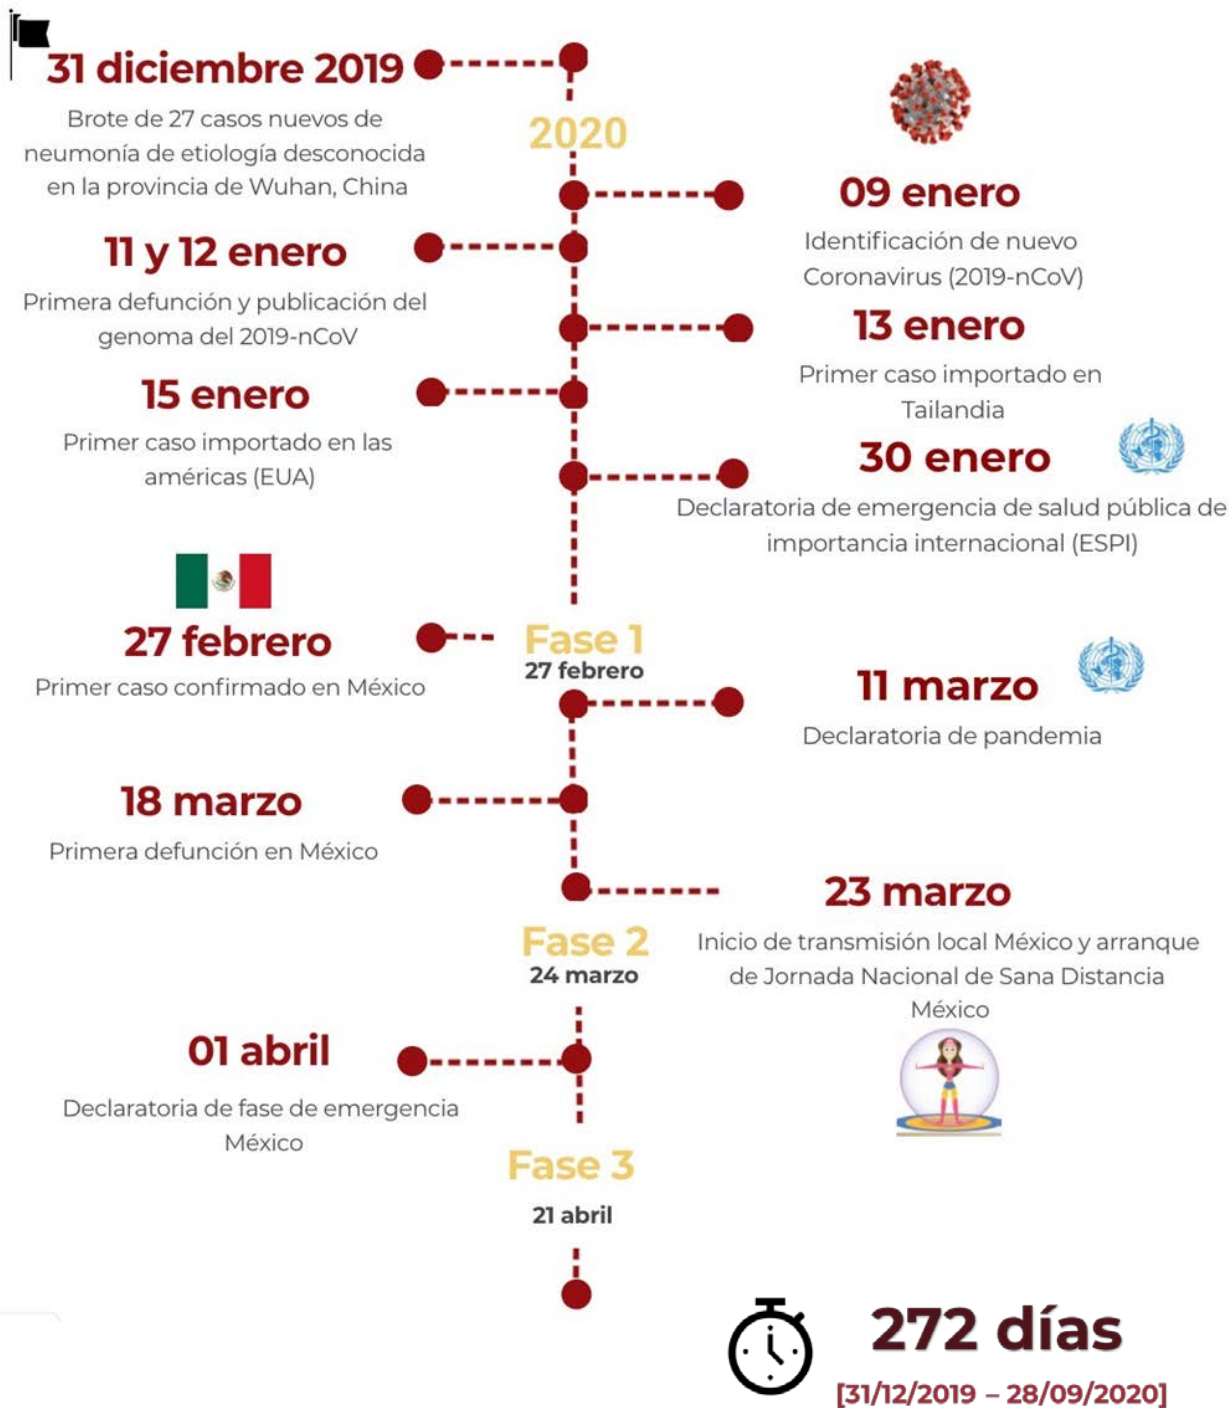 31 diciembre 2019
Brote de 27 casos nuevos de
neumonía de etiología desconocida
en la provincia de Wuhan, China
2020
09 enero
Identificación de nuevo
Coronavirus (2019-nCoV)
11 y 12 enero
Primera defunción y publicación del
genoma del 2019-nCoV
13 enero
Primer caso importado en
Tailandia
15 enero
Primer caso importado en las
américas (EUA)
30 enero
Declaratoria de emergencia de salud pública de
importancia internacional (ESPI)
27 febrero
Primer caso confirmado en México
Fase 1
27 febrero
11 marzo
Declaratoria de pandemia
18 marzo
Primera defunción en México
23 marzo
Inicio de transmisión local México y arranque
de Jornada Nacional de Sana Distancia
México
Fase 2
24 marzo
01 abril
Declaratoria de fase de emergencia
México
Fase 3
21 abril
272 días
[31/12/2019 – 28/09/2020]